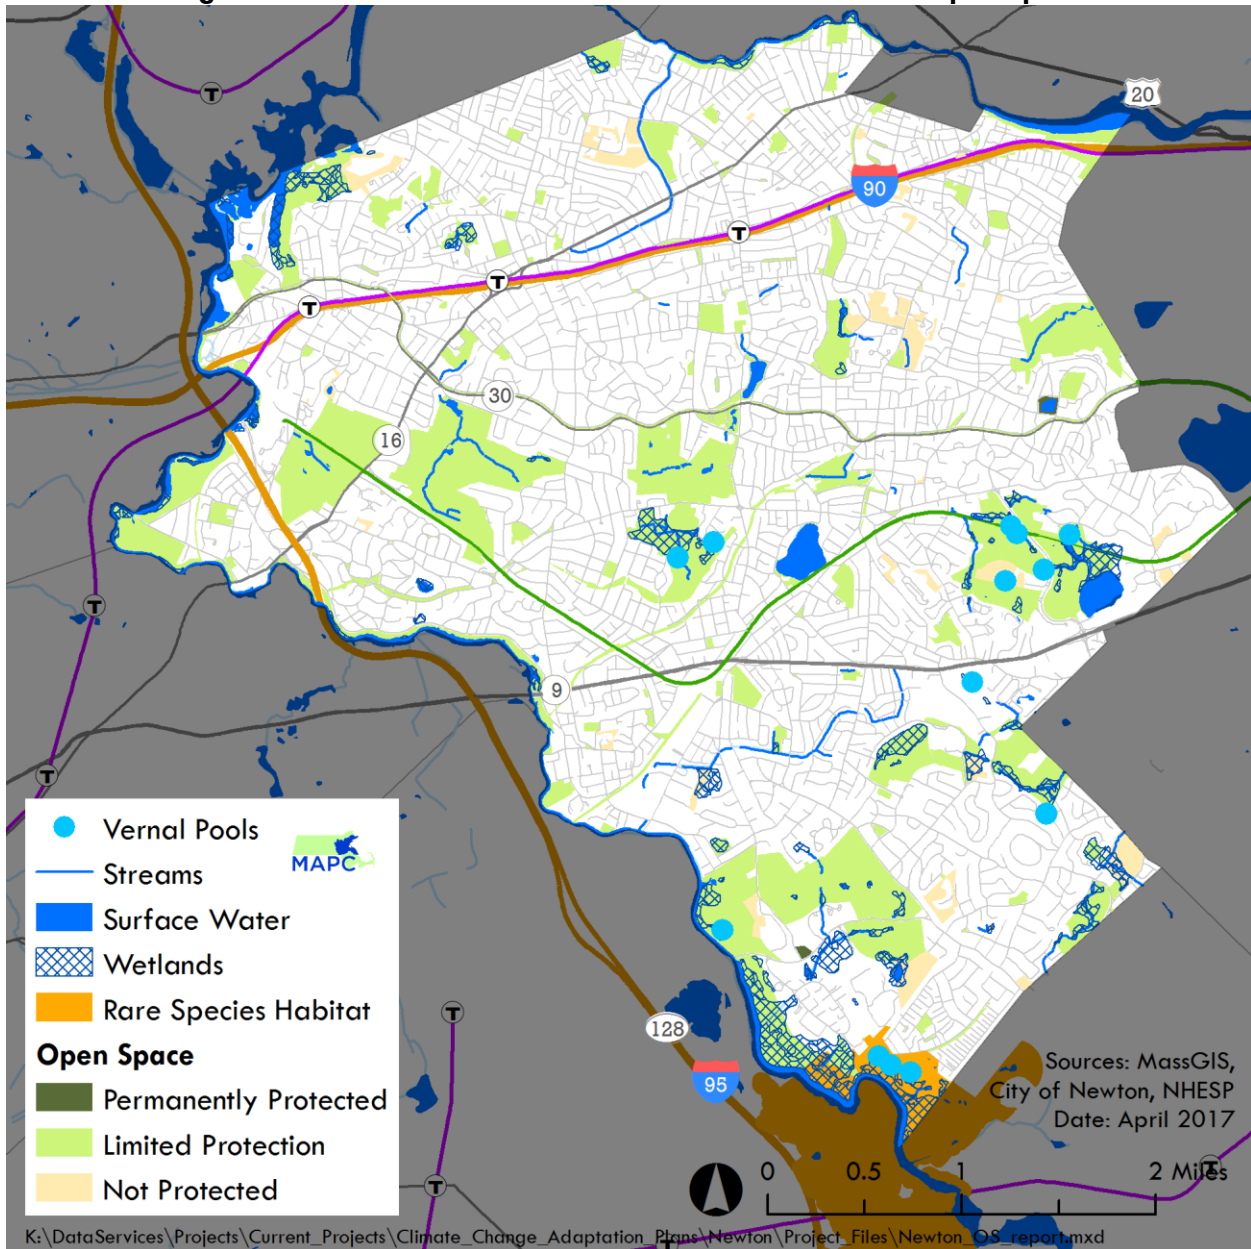 20
90
T
T
T
T
30
16
T
9
T
Vernal Pools
MAPC
Streams
Surface Water
Wetlands
Rare Species Habitat
Open Space
Permanently Protected
Limited Protection
Not Protected
128
95
T
T
T
T
Sources: MassGIS,
City of Newton, NHESP
Date: April 2017
0 0.5 1 2 Miles
K:\DataServices\Projects\Current_Projects\Climate_Change_Adaptation_Plans\Newton\Project_Files\Newton_OS_report.mxd